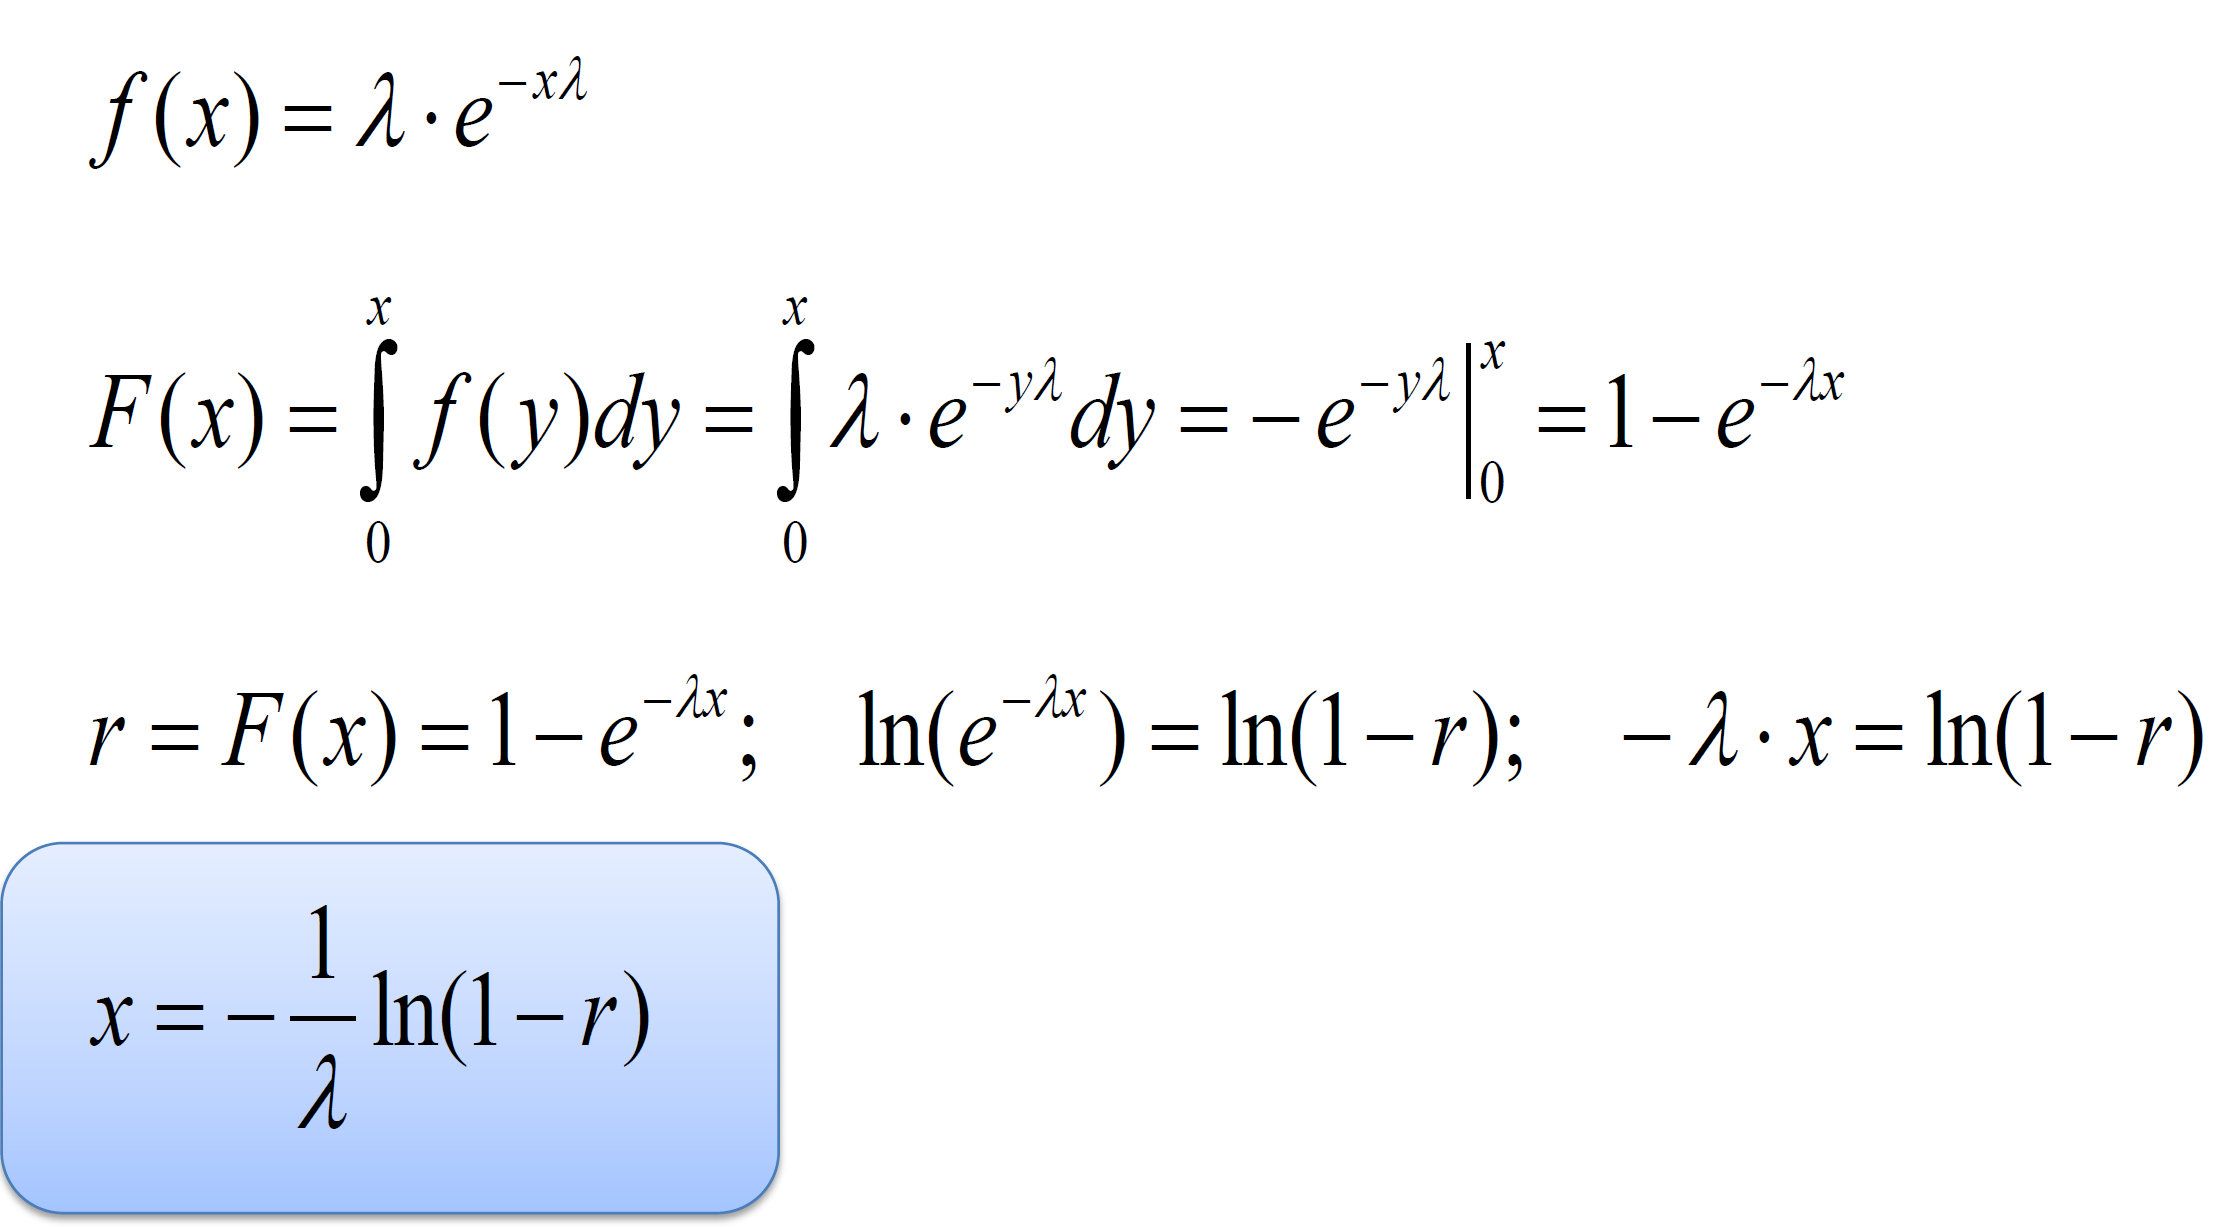 f(x) = λ · e^{−xλ}
F(x) = ∫_0^x f(y)dy = ∫_0^x λ · e^{−yλ} dy = −e^{−yλ} |_0^x = 1 − e^{−λx}
r = F(x) = 1 − e^{−λx}; ln(e^{−λx}) = ln(1 − r); −λ · x = ln(1 − r)
x = −\frac{1}{λ} ln(1 − r)